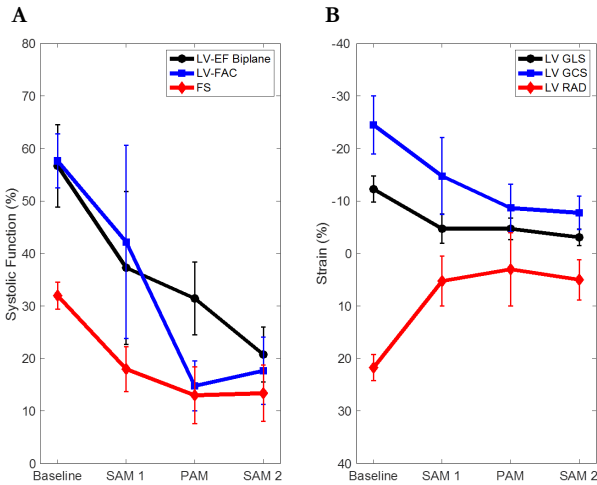 A
Systolic Function (%)
80
70
60
50
40
30
20
10
0
Baseline SAM 1 PAM SAM 2
LV-EF Biplane
LV-FAC
FS
B
Strain (%)
-40
-30
-20
-10
0
10
20
30
40
Baseline SAM 1 PAM SAM 2
LV GLS
LV GCS
LV RAD